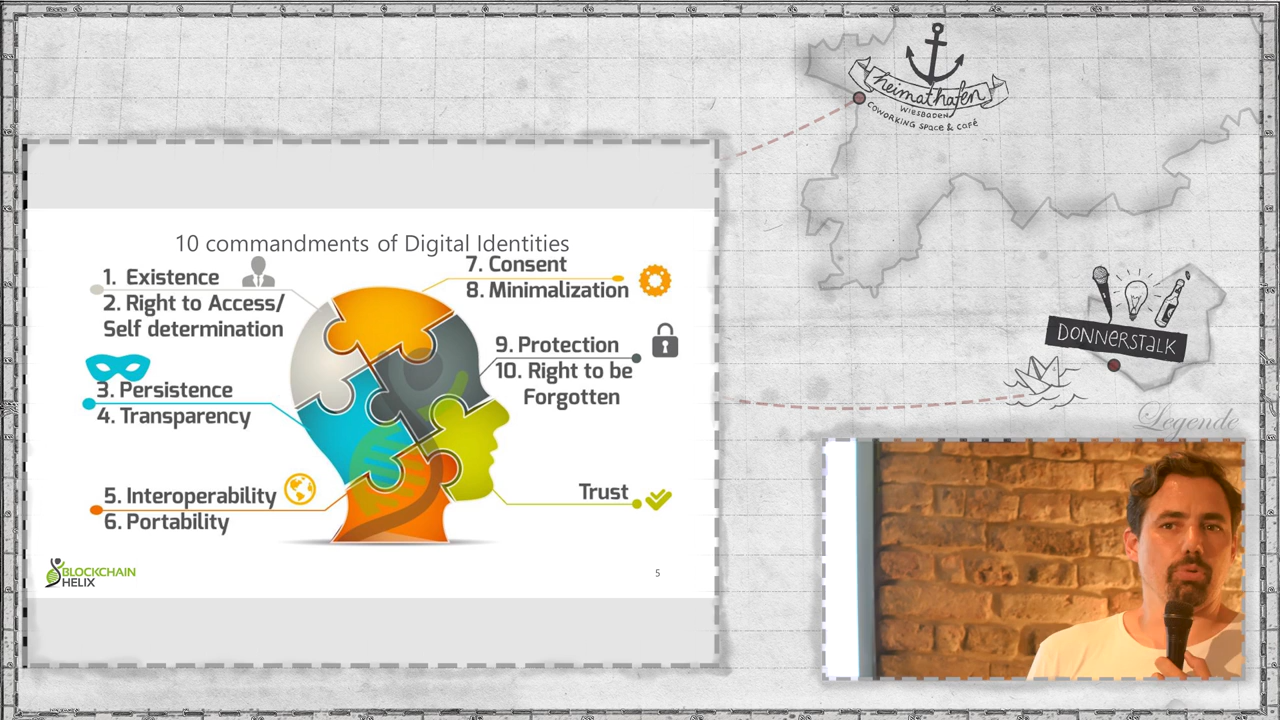 heimathafen
WIESBADEN
COWORKING SPACE & CAFÉ
10 commandments of Digital Identities
1. Existence
2. Right to Access/
Self determination
3. Persistence
4. Transparency
5. Interoperability
6. Portability
7. Consent
8. Minimalization
9. Protection
10. Right to be
Forgotten
Trust
BLOCKCHAIN
HELIX
5
DONNERSTALK
Legende